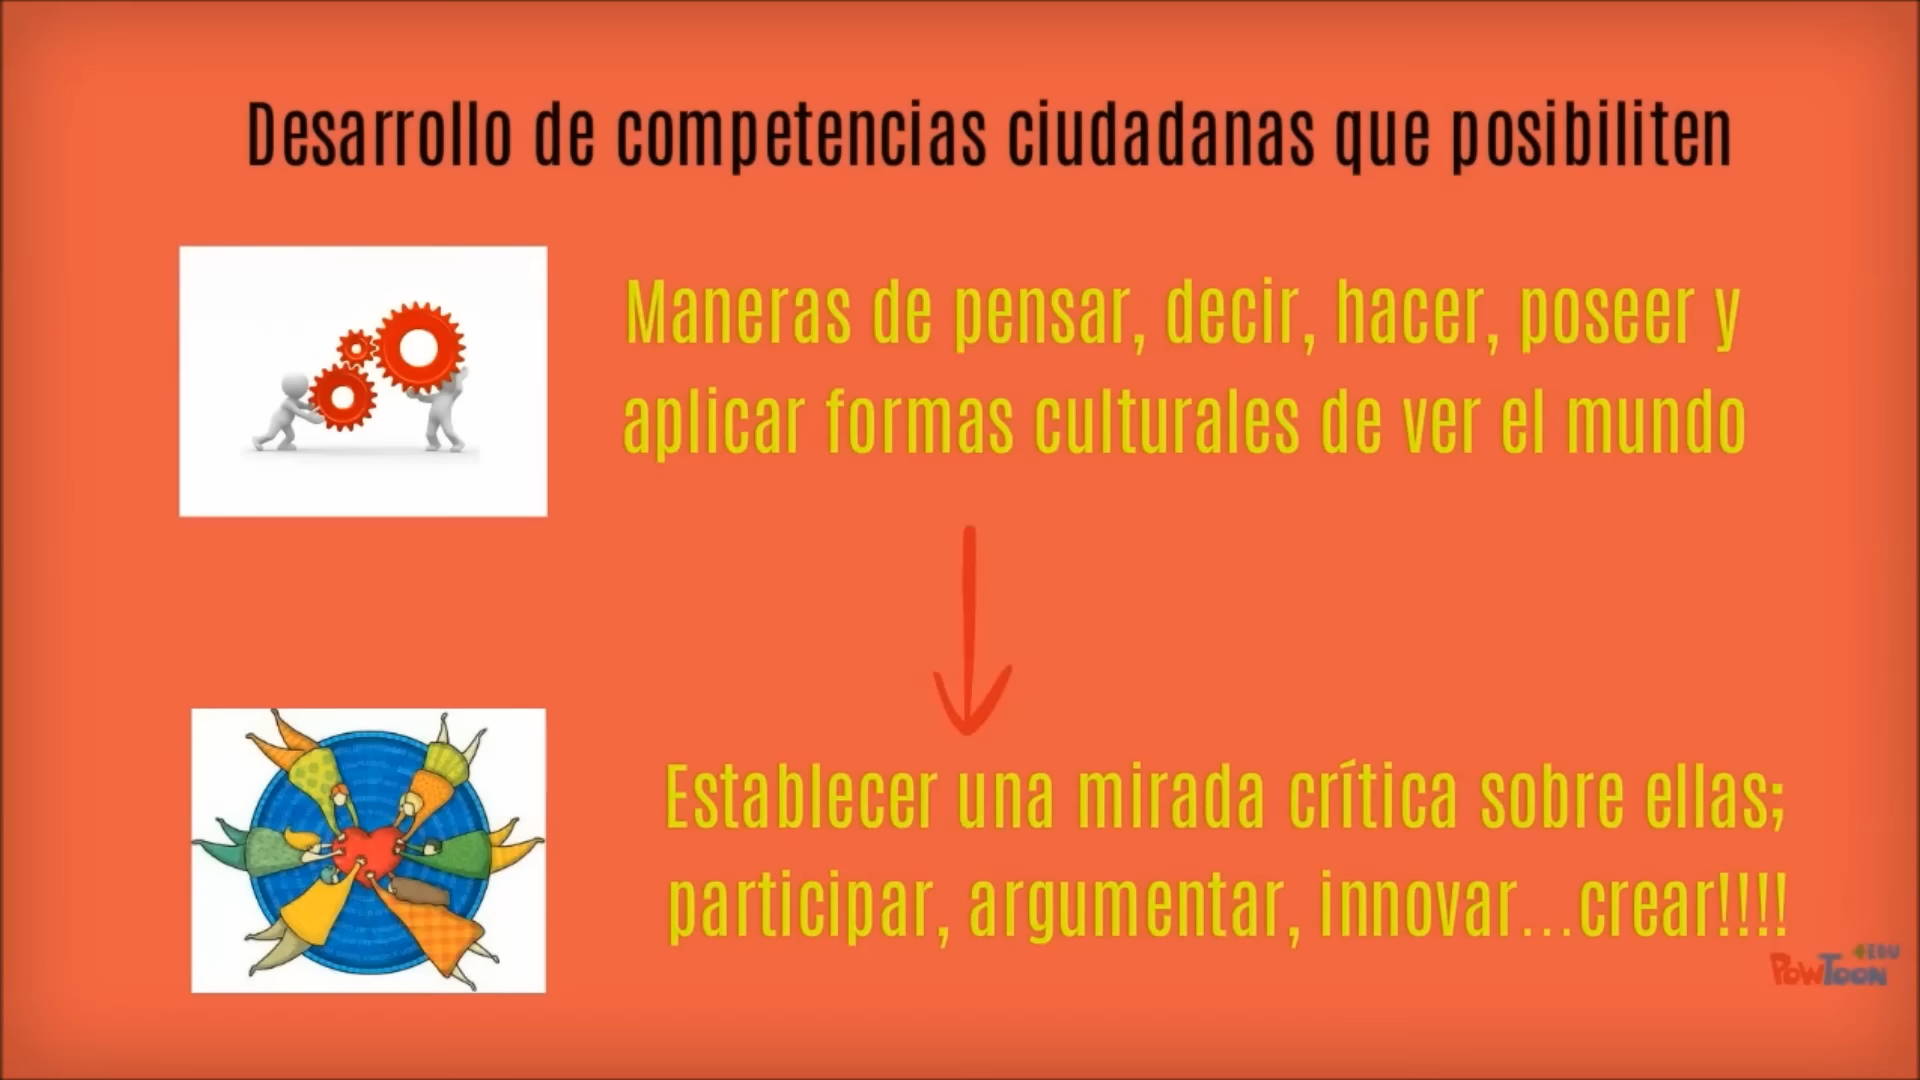 Desarrollo de competencias ciudadanas que posibiliten
Maneras de pensar, decir, hacer, poseer y
aplicar formas culturales de ver el mundo
Establecer una mirada crítica sobre ellas;
participar, argumentar, innovar...crear!!!!
+EDU
PowToon